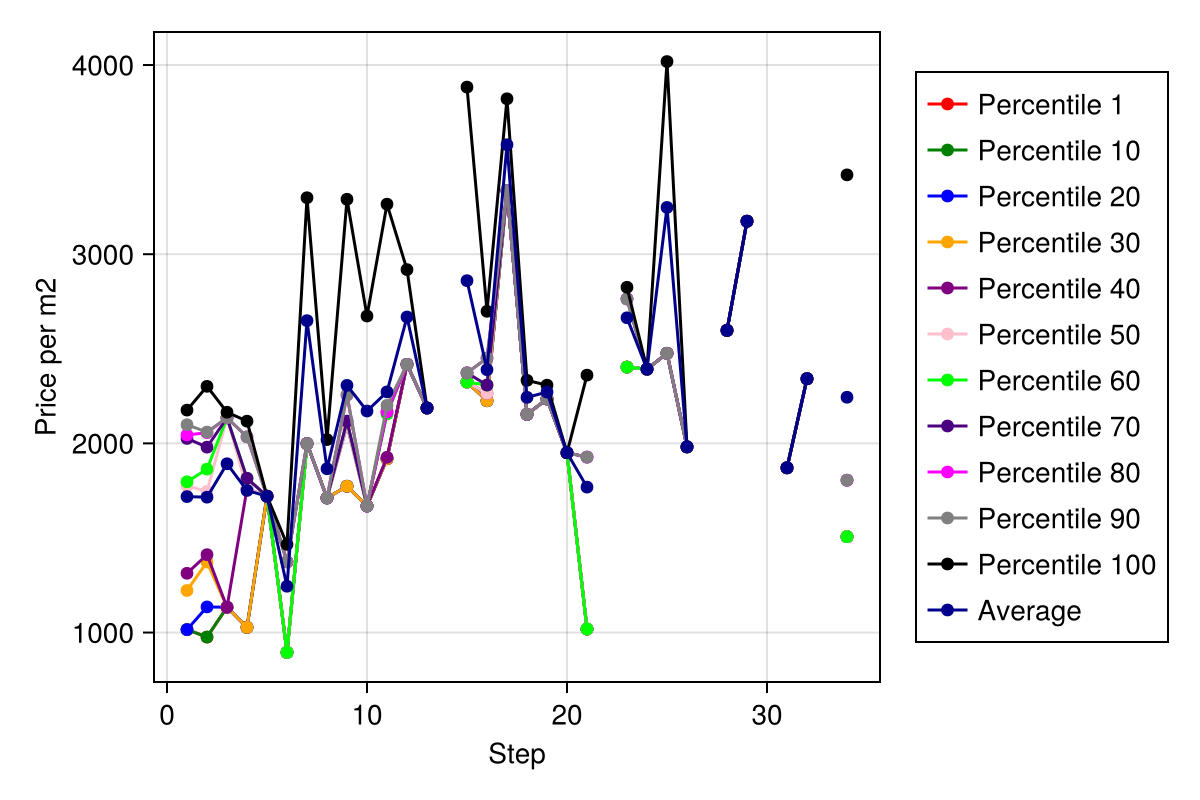 4000
3000
2000
1000
Price per m2
0
10
20
30
Step
Percentile 1
Percentile 10
Percentile 20
Percentile 30
Percentile 40
Percentile 50
Percentile 60
Percentile 70
Percentile 80
Percentile 90
Percentile 100
Average